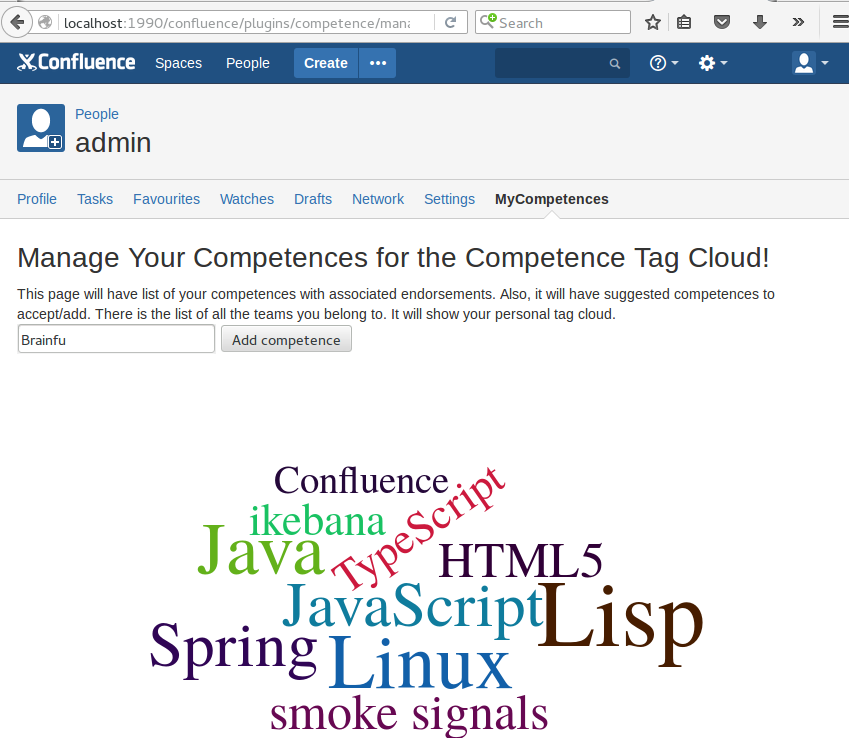 localhost:1990/confluence/plugins/competence/mana
Search
Confluence Spaces People Create
People
admin
Profile Tasks Favourites Watches Drafts Network Settings MyCompetences
Manage Your Competences for the Competence Tag Cloud!
This page will have list of your competences with associated endorsements. Also, it will have suggested competences to
accept/add. There is the list of all the teams you belong to. It will show your personal tag cloud.
Brainfu Add competence
Confluence
TypeScript
ikebana
Java
HTML5
JavaScript
Lisp
Spring
Linux
smoke signals